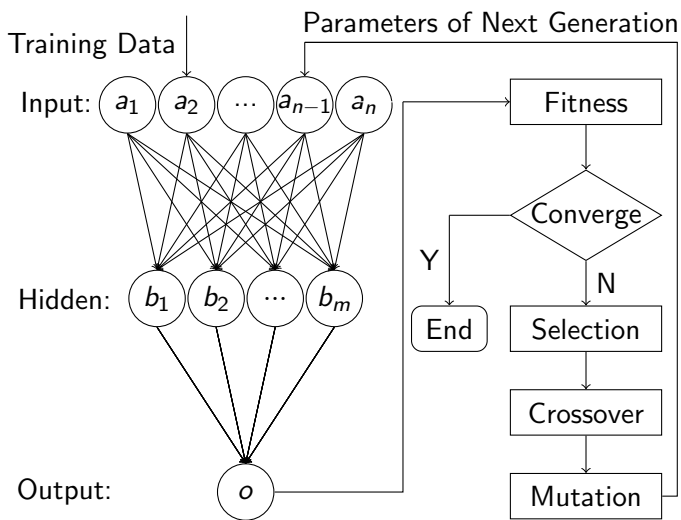 Parameters of Next Generation
Training Data
Input: a₁ a₂ ... aₙ₋₁ aₙ
Fitness
Converge
Y
N
Hidden: b₁ b₂ ... bₘ
End
Selection
Crossover
Output: o
Mutation